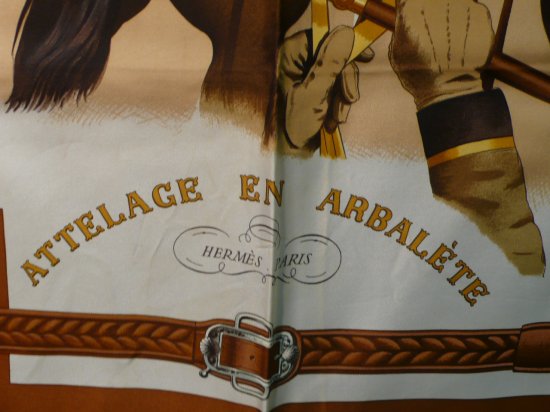 ATTELAGE EN ARBALÈTE
HERMÈS PARIS